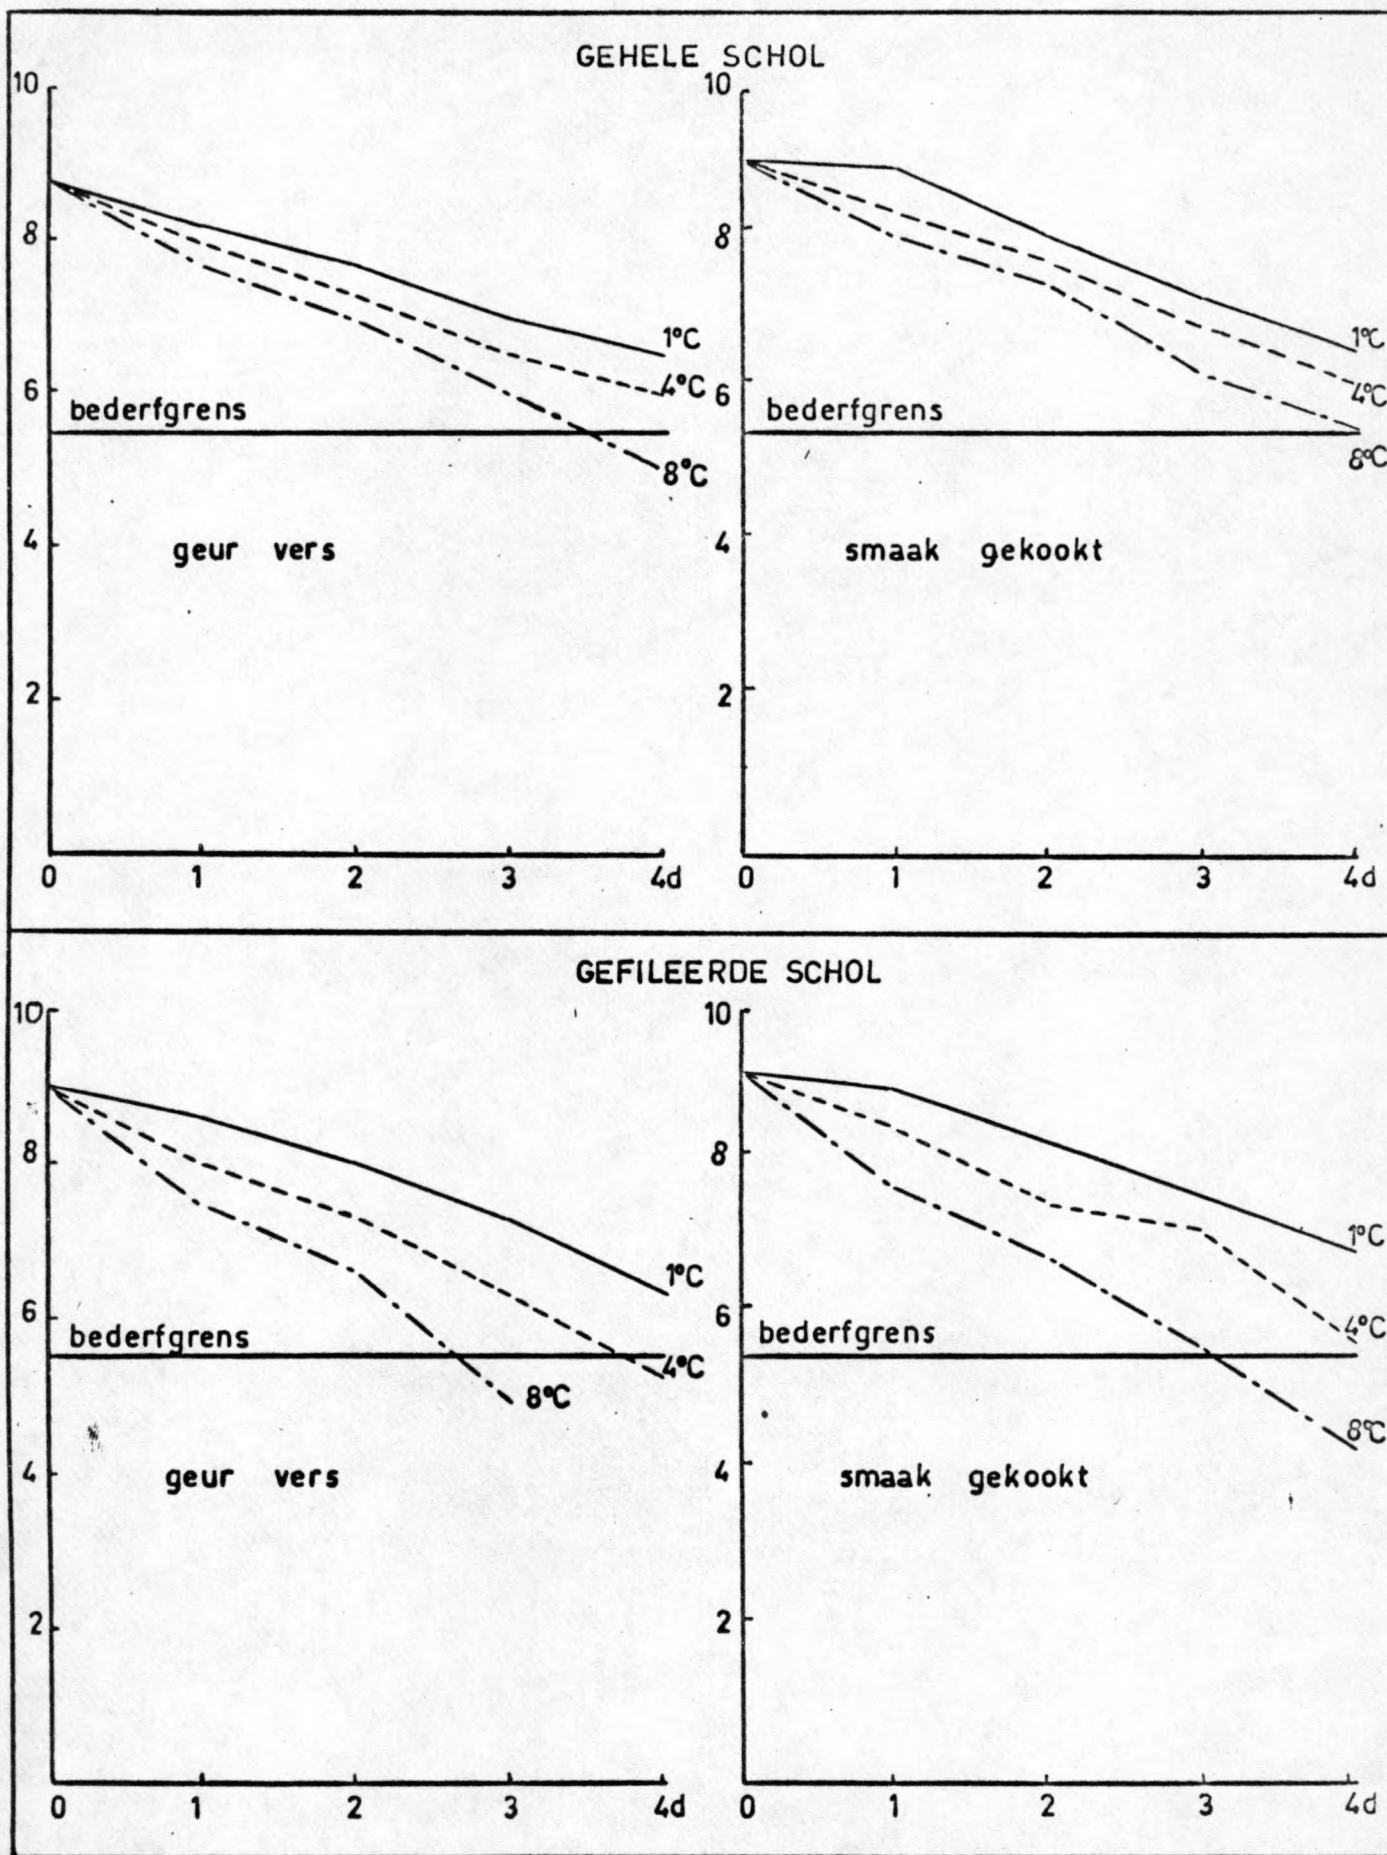 GEHELE SCHOL
10
8
6
4
2
bederfgrens
1°C
4°C
8°C
geur vers
0 1 2 3 4d
10
8
6
4
2
bederfgrens
1°C
4°C
8°C
smaak gekookt
0 1 2 3 4d
GEFILEERDE SCHOL
10
8
6
4
2
bederfgrens
1°C
4°C
8°C
geur vers
0 1 2 3 4d
10
8
6
4
2
bederfgrens
1°C
4°C
8°C
smaak gekookt
0 1 2 3 4d